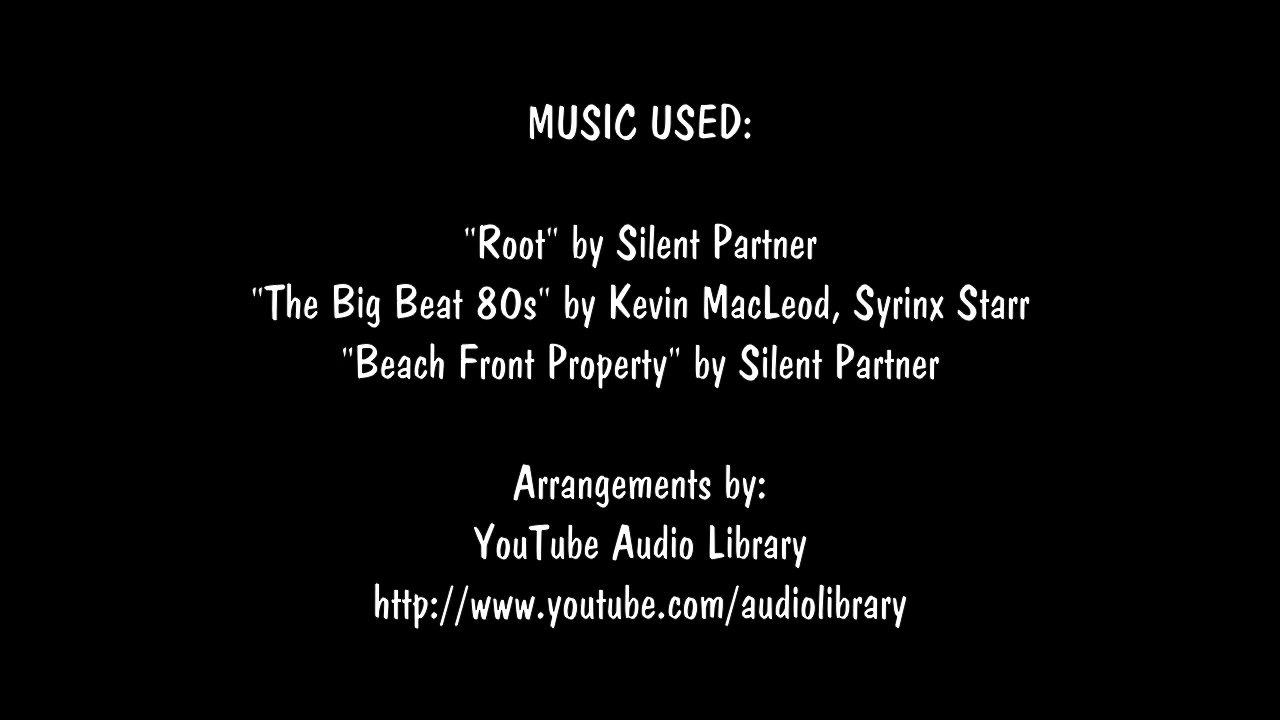 MUSIC USED:
"Root" by Silent Partner
"The Big Beat 80s" by Kevin MacLeod, Syrinx Starr
"Beach Front Property" by Silent Partner
Arrangements by:
YouTube Audio Library
http://www.youtube.com/audiolibrary